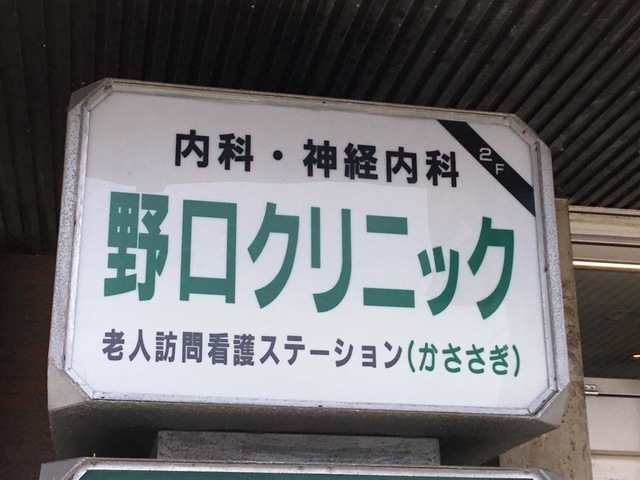 2F
内科・神経内科
野口クリニック
老人訪問看護ステーション(かささぎ)